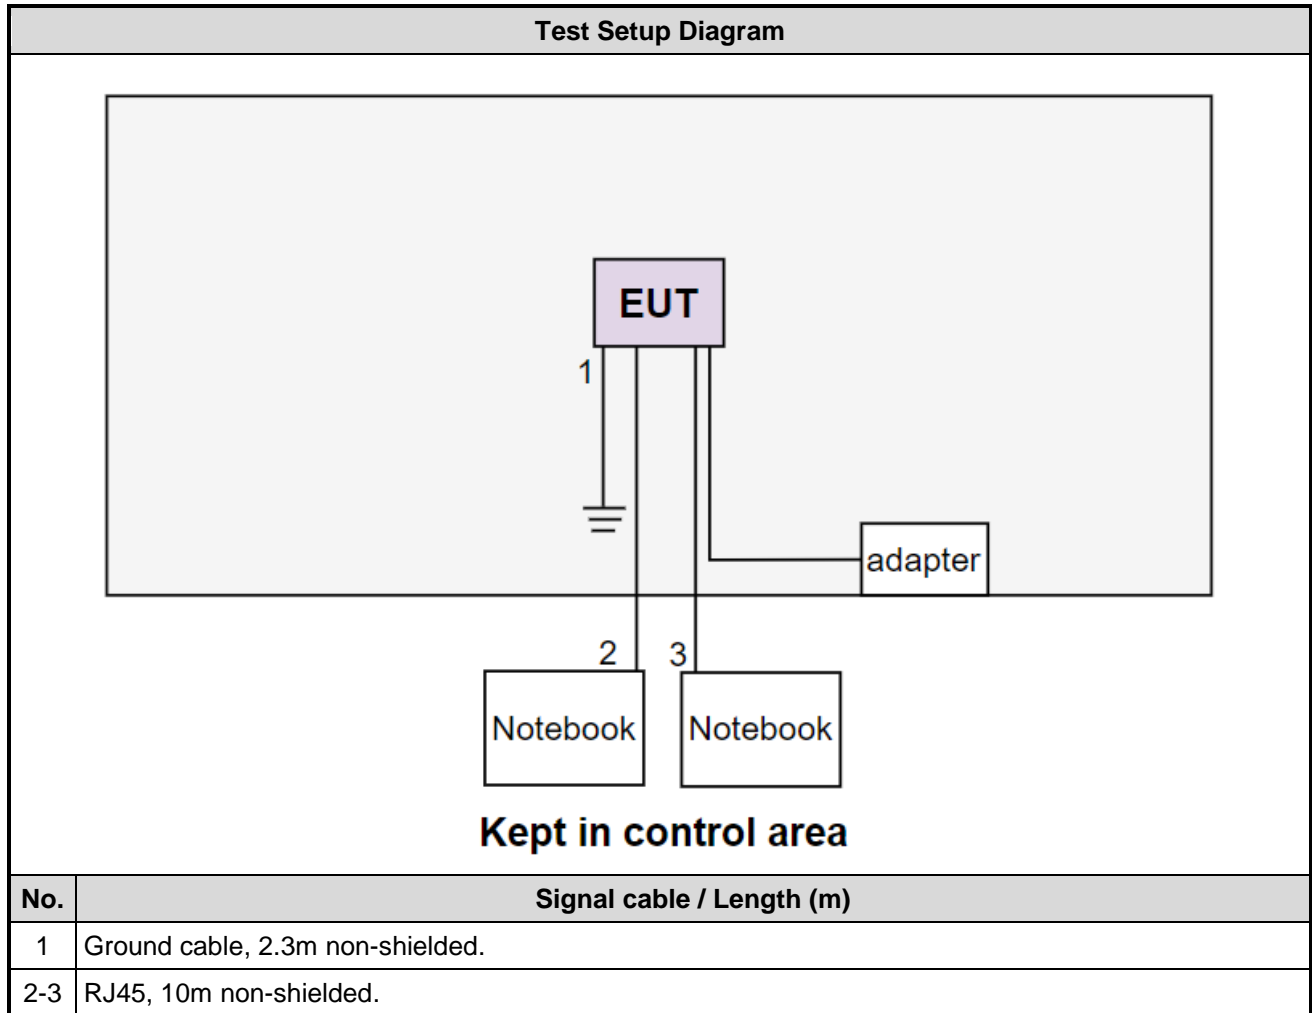 Test Setup Diagram
EUT
1
adapter
2 3
Notebook Notebook
Kept in control area
No. Signal cable / Length (m)
1 Ground cable, 2.3m non-shielded.
2-3 RJ45, 10m non-shielded.